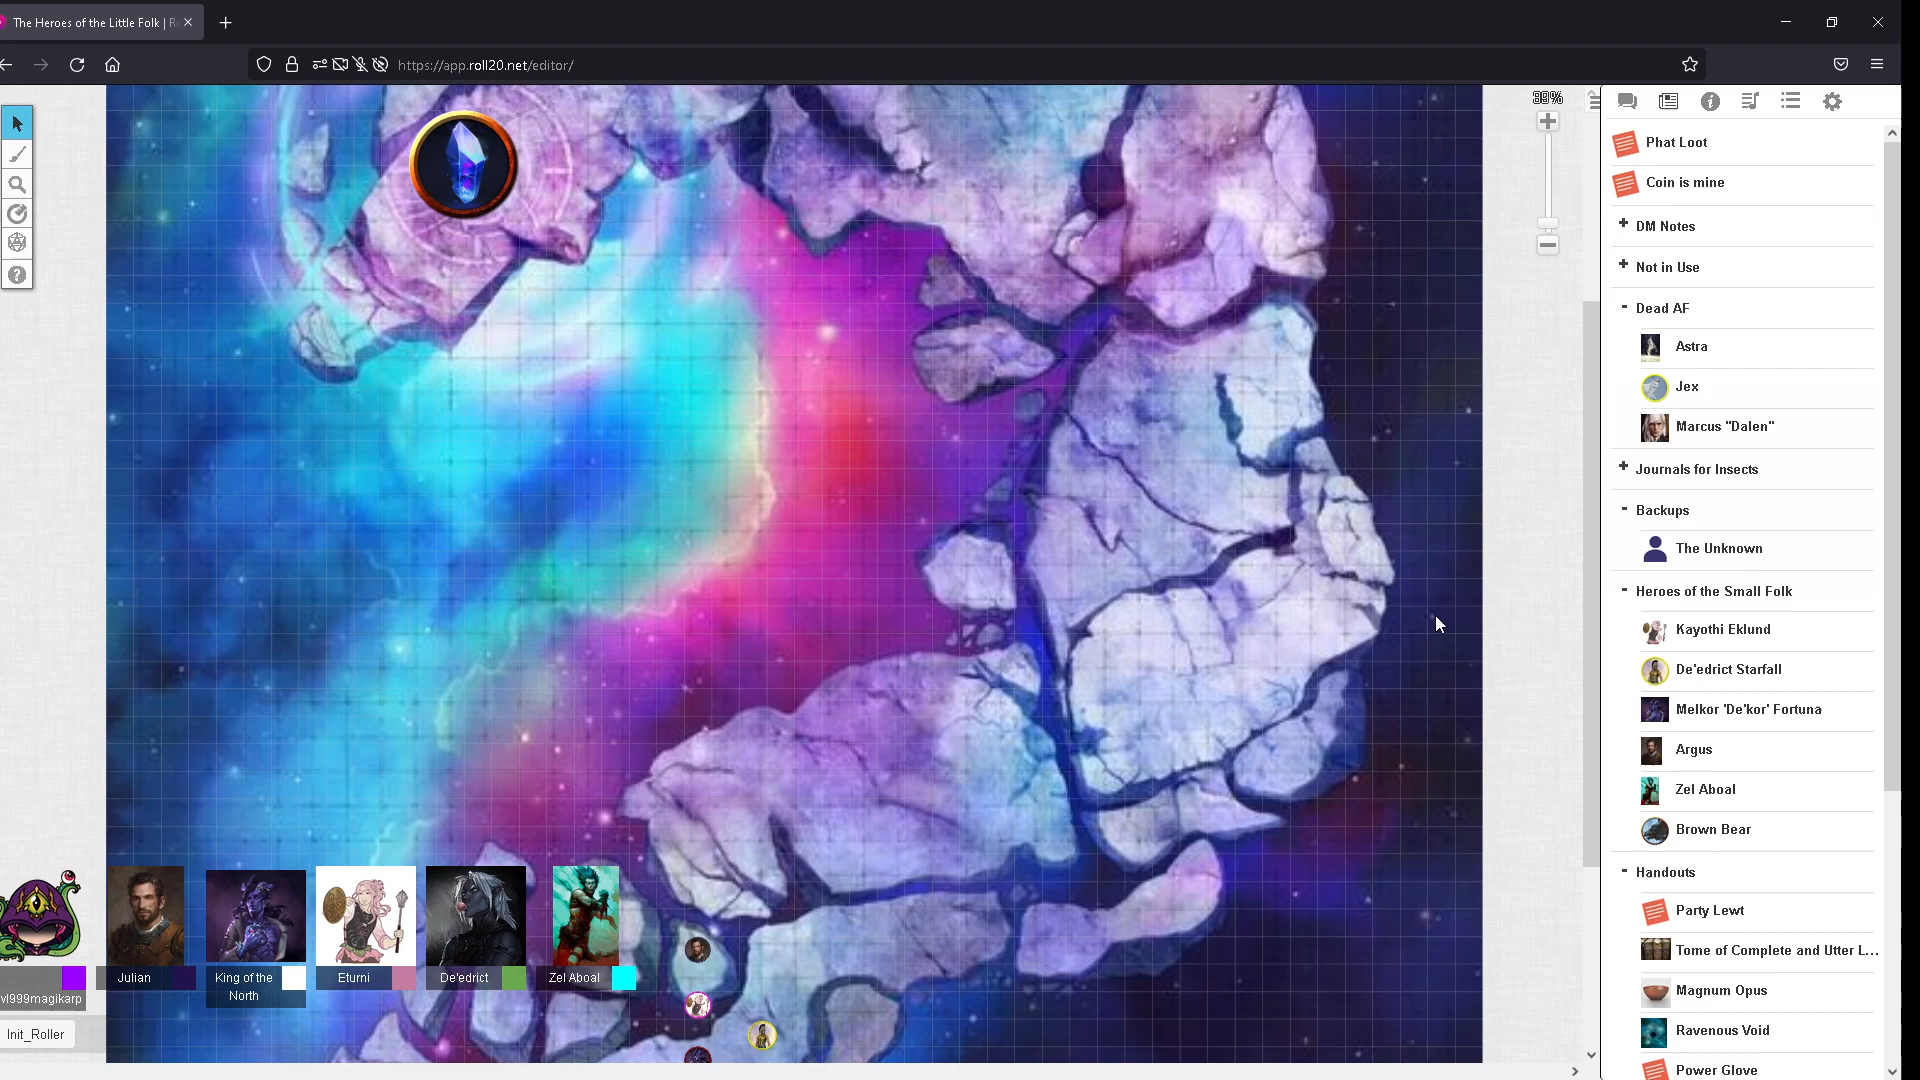 The Heroes of the Little Folk |
https://app.roll20.net/editor/
39%
Phat Loot
Coin is mine
DM Notes
Not in Use
Dead AF
Astra
Jex
Marcus "Dalen"
Journals for Insects
Backups
The Unknown
Heroes of the Small Folk
Kayothi Eklund
De'edrict Starfall
Melkor 'De'kor' Fortuna
Argus
Zel Aboal
Brown Bear
Handouts
Party Lewt
Tome of Complete and Utter L...
Magnum Opus
Ravenous Void
Power Glove
vl999magikarp
Julian
King of the
North
Eturni
De'edrict
Zel Aboal
Init_Roller